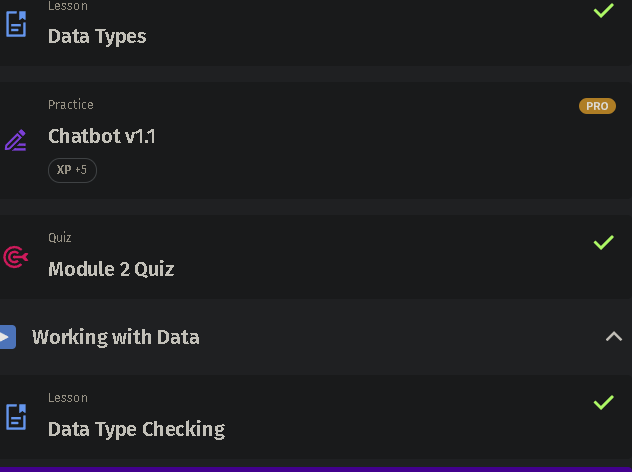 Lesson
Data Types
Practice
PRO
Chatbot v1.1
XP +5
Quiz
Module 2 Quiz
Working with Data
Lesson
Data Type Checking